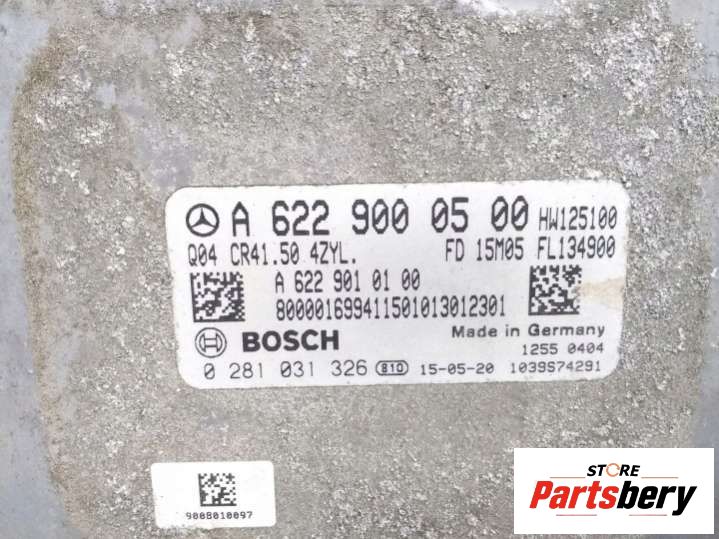 A 622 900 05 00 HW125100
Q04 CR41.50 4ZYL. FD 15M05 FL134900
A 622 901 01 00
800001699411501013012301
BOSCH Made in Germany
1255 0404
0 281 031 326 810 15-05-20 1039S74291
9008010097
STORE
Partsbery